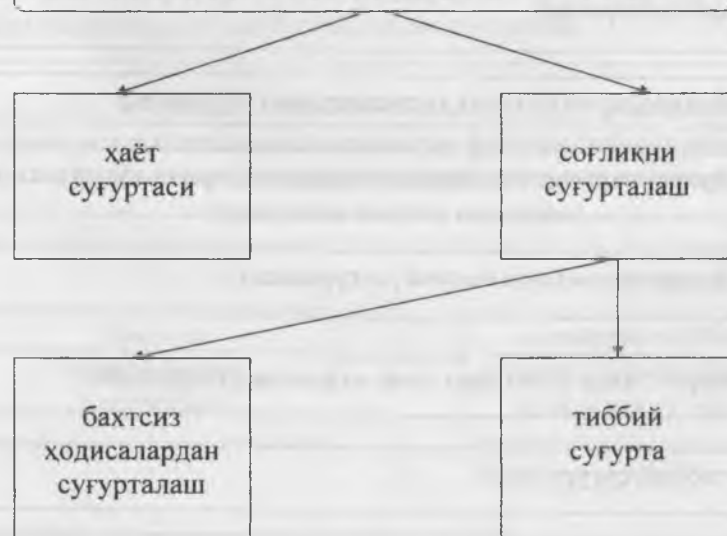 ҳаёт
суғуртаси
соғлиқни
суғурталаш
бахтсиз
ҳодисалардан
суғурталаш
тиббий
суғурта